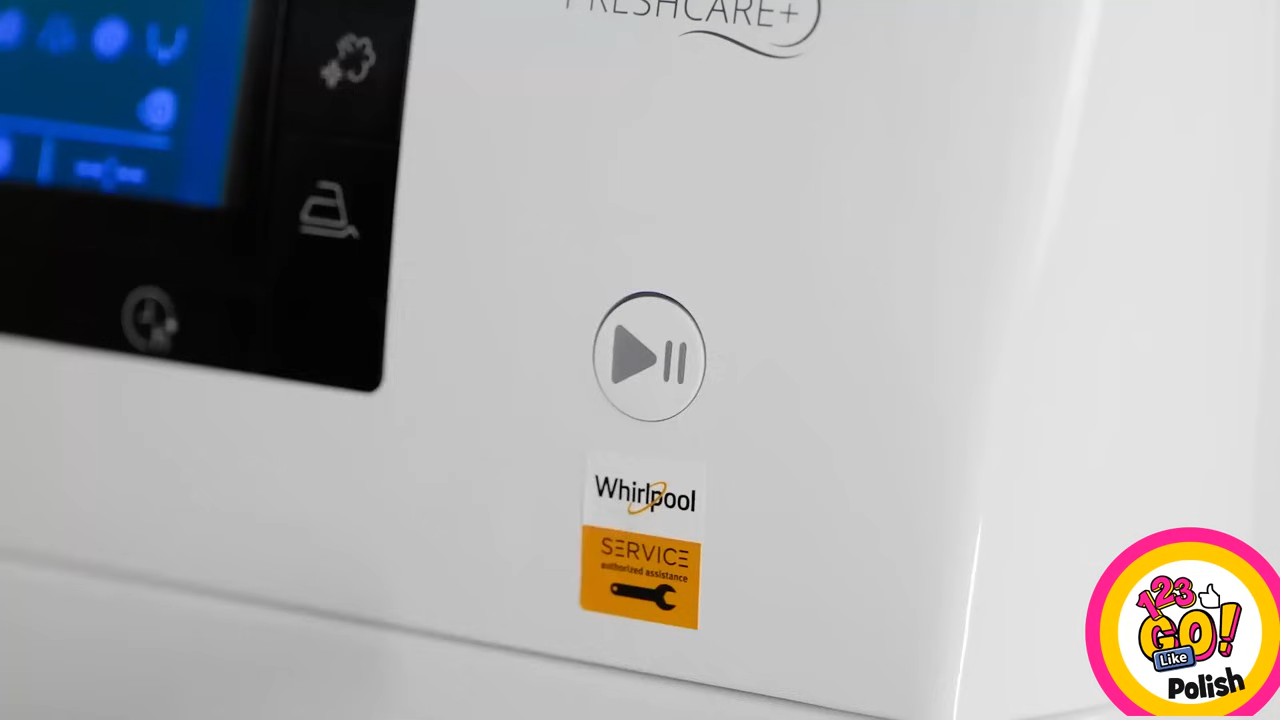 FRESHCARE+
Whirlpool
SERVICE
authorized assistance
123
GO!
Like
Polish